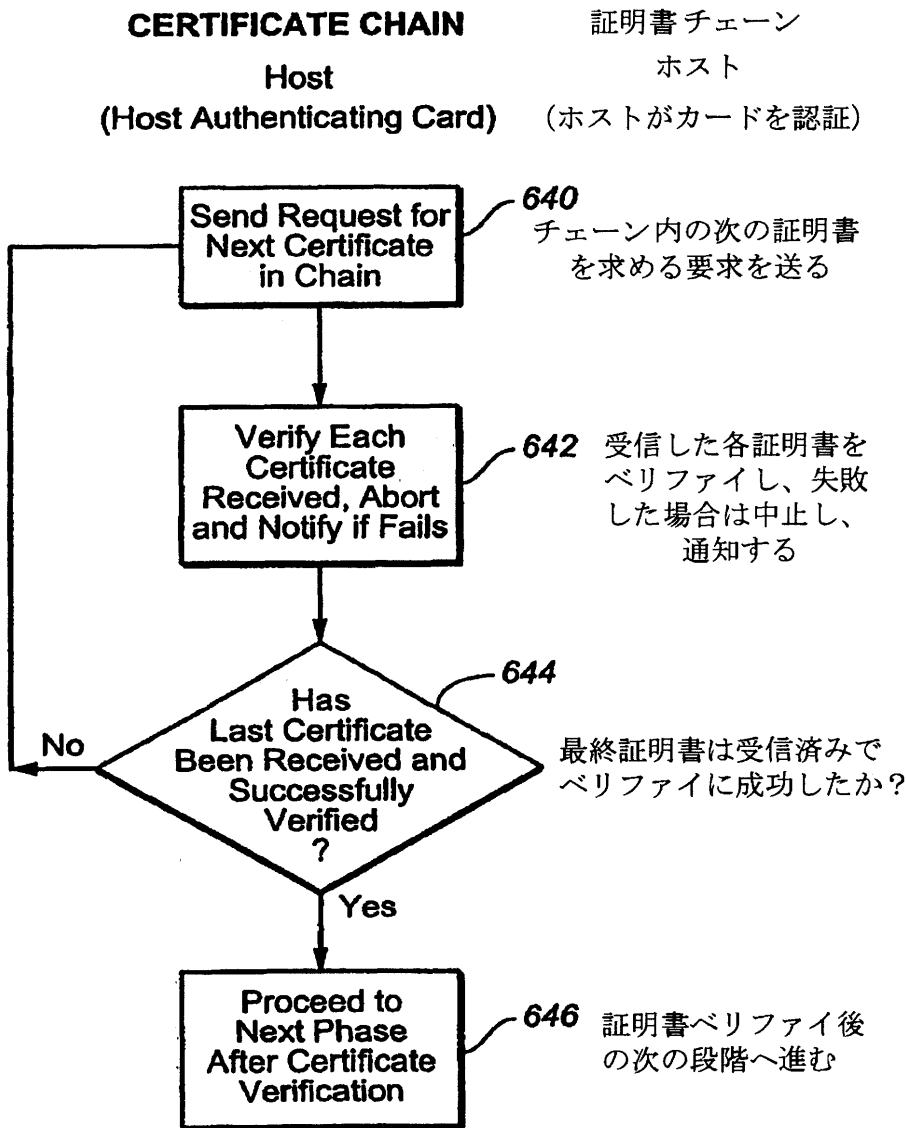 CERTIFICATE CHAIN
Host
(Host Authenticating Card)
証明書チェーン
ホスト
(ホストがカードを認証)
Send Request for
Next Certificate
in Chain
640
チェーン内の次の証明書
を求める要求を送る
Verify Each
Certificate
Received, Abort
and Notify if Fails
642
受信した各証明書を
ベリファイし、失敗
した場合は中止し、
通知する
Has
Last Certificate
Been Received and
Successfully
Verified
?
644
最終証明書は受信済みで
ベリファイに成功したか?
No
Yes
Proceed to
Next Phase
After Certificate
Verification
646
証明書ベリファイ後
の次の段階へ進む